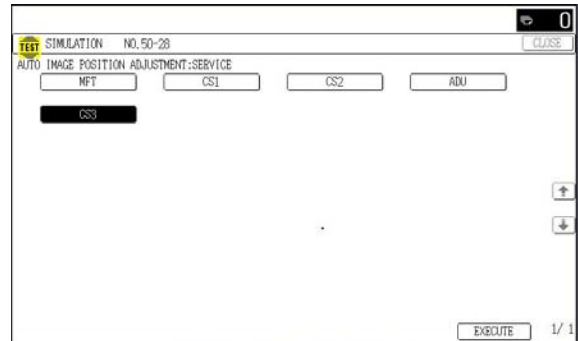 0
TEST SIMULATION NO.50-28 CLOSE
AUTO IMAGE POSITION ADJUSTMENT:SERVICE
MFT CS1 CS2 ADU
CS3
EXECUTE 1/ 1